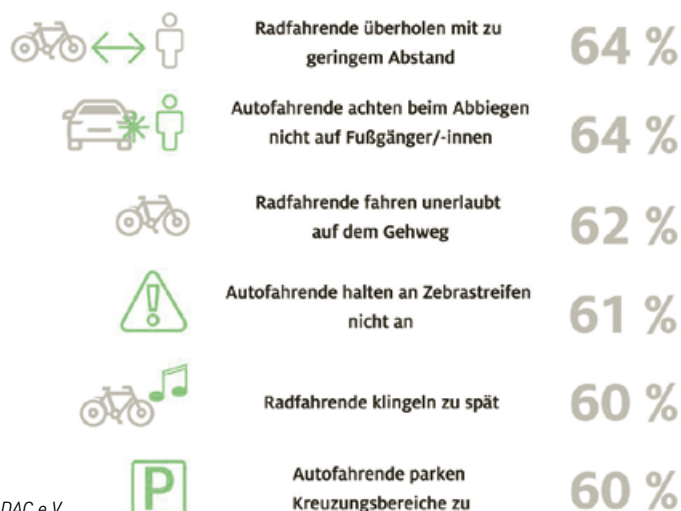 Radfahrende überholen mit zu
geringem Abstand
64 %
Autofahrende achten beim Abbiegen
nicht auf Fußgänger/-innen
64 %
Radfahrende fahren unerlaubt
auf dem Gehweg
62 %
Autofahrende halten an Zebrastreifen
nicht an
61 %
Radfahrende klingeln zu spät
60 %
P
Autofahrende parken
Kreuzungsbereiche zu
60 %
DAC e.V.